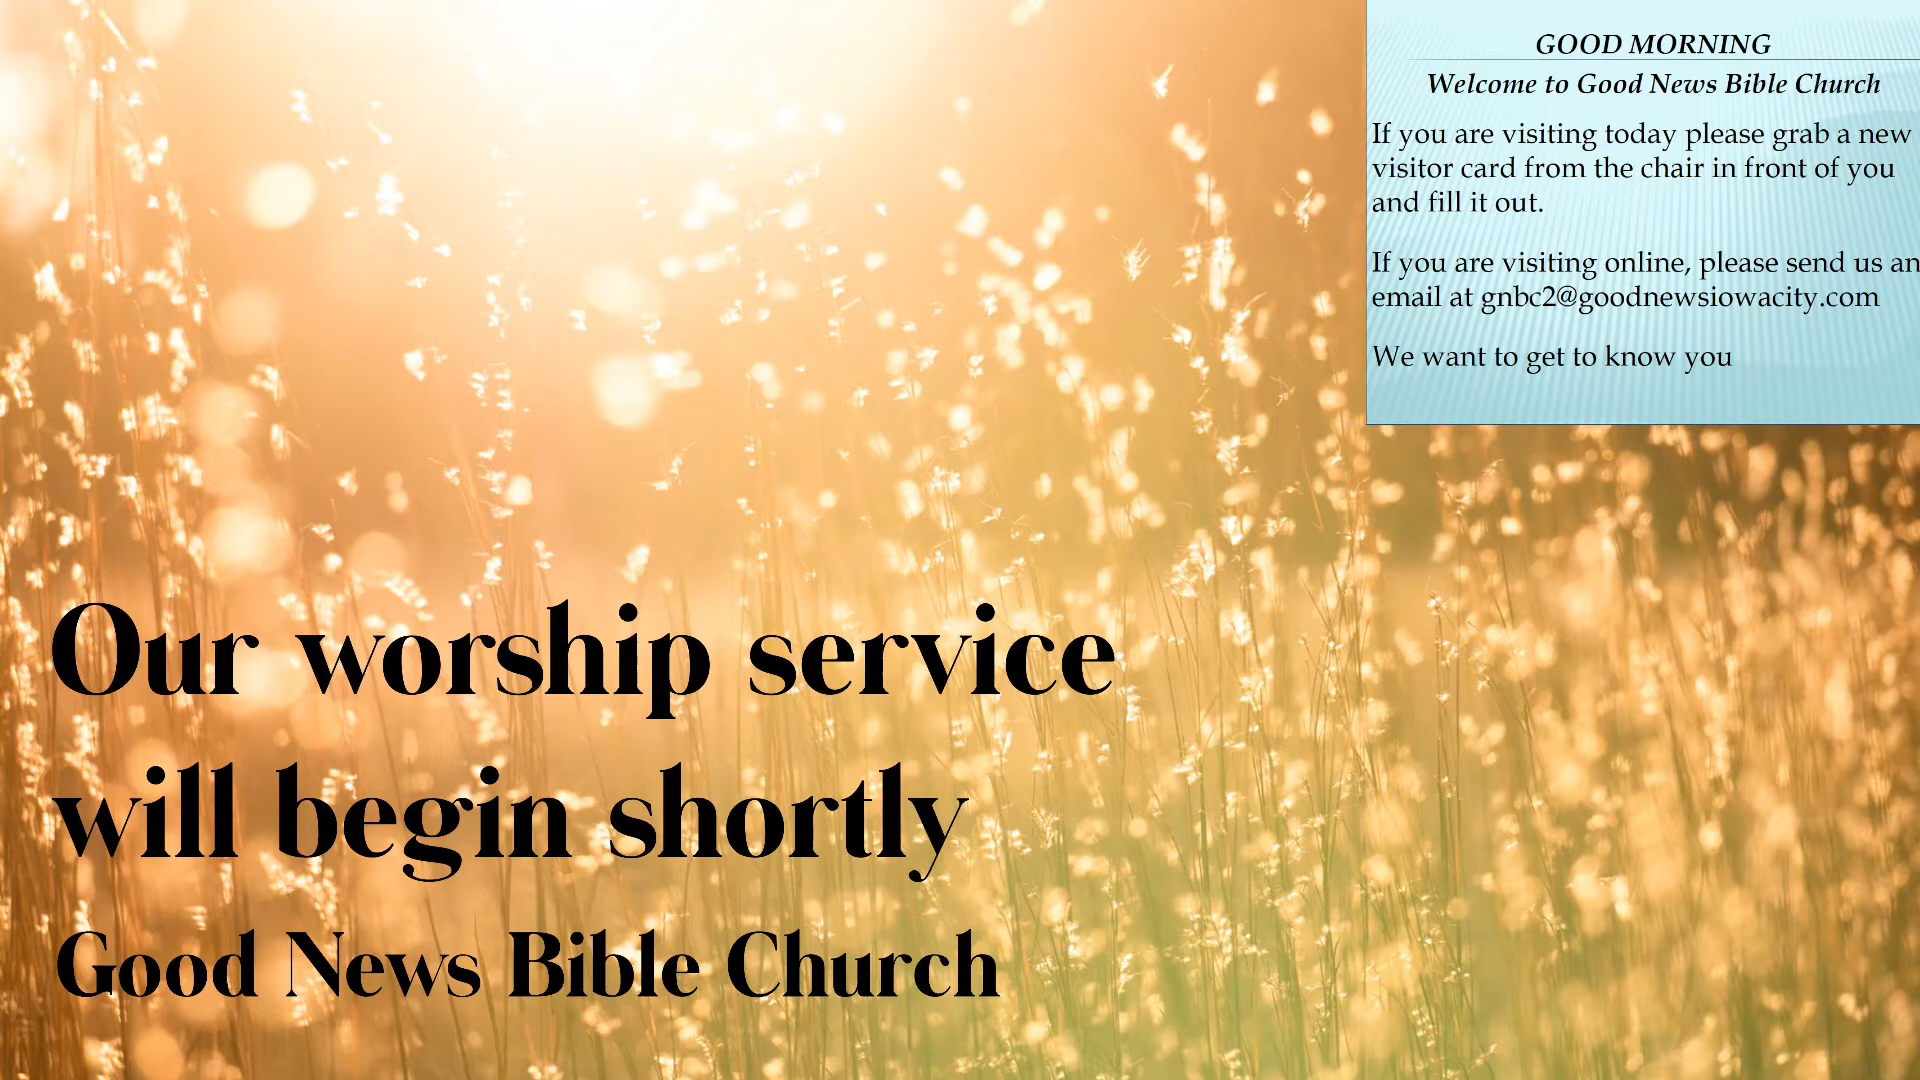 GOOD MORNING
Welcome to Good News Bible Church
If you are visiting today please grab a new
visitor card from the chair in front of you
and fill it out.
If you are visiting online, please send us an
email at gnbc2@goodnewsiowacity.com
We want to get to know you
Our worship service
will begin shortly
Good News Bible Church